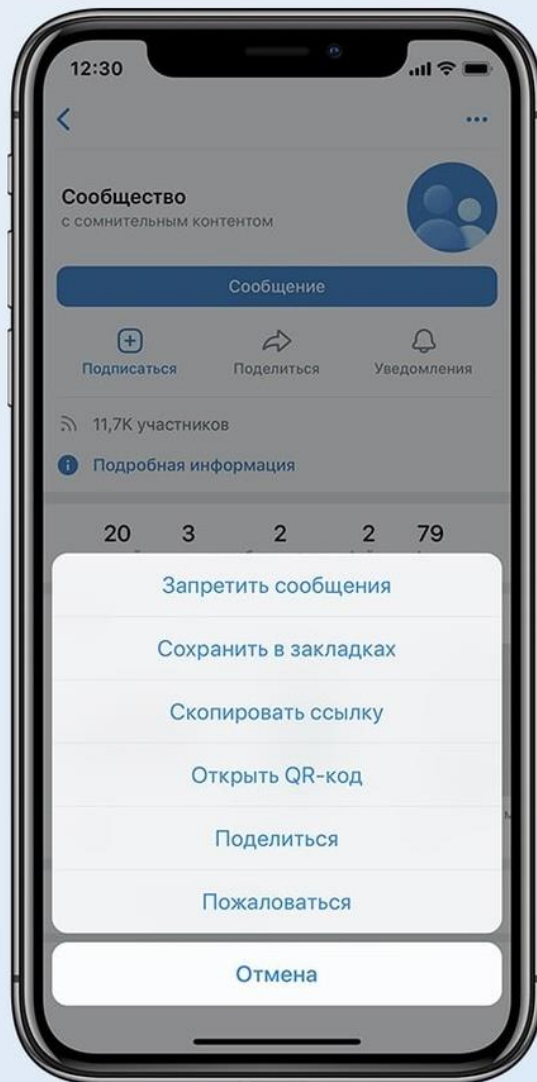 12:30
Сообщество
с сомнительным контентом
Сообщение
Подписаться
Поделиться
Уведомления
11,7K участников
Подробная информация
20 3 2 2 79
Запретить сообщения
Сохранить в закладках
Скопировать ссылку
Открыть QR-код
Поделиться
Пожаловаться
Отмена